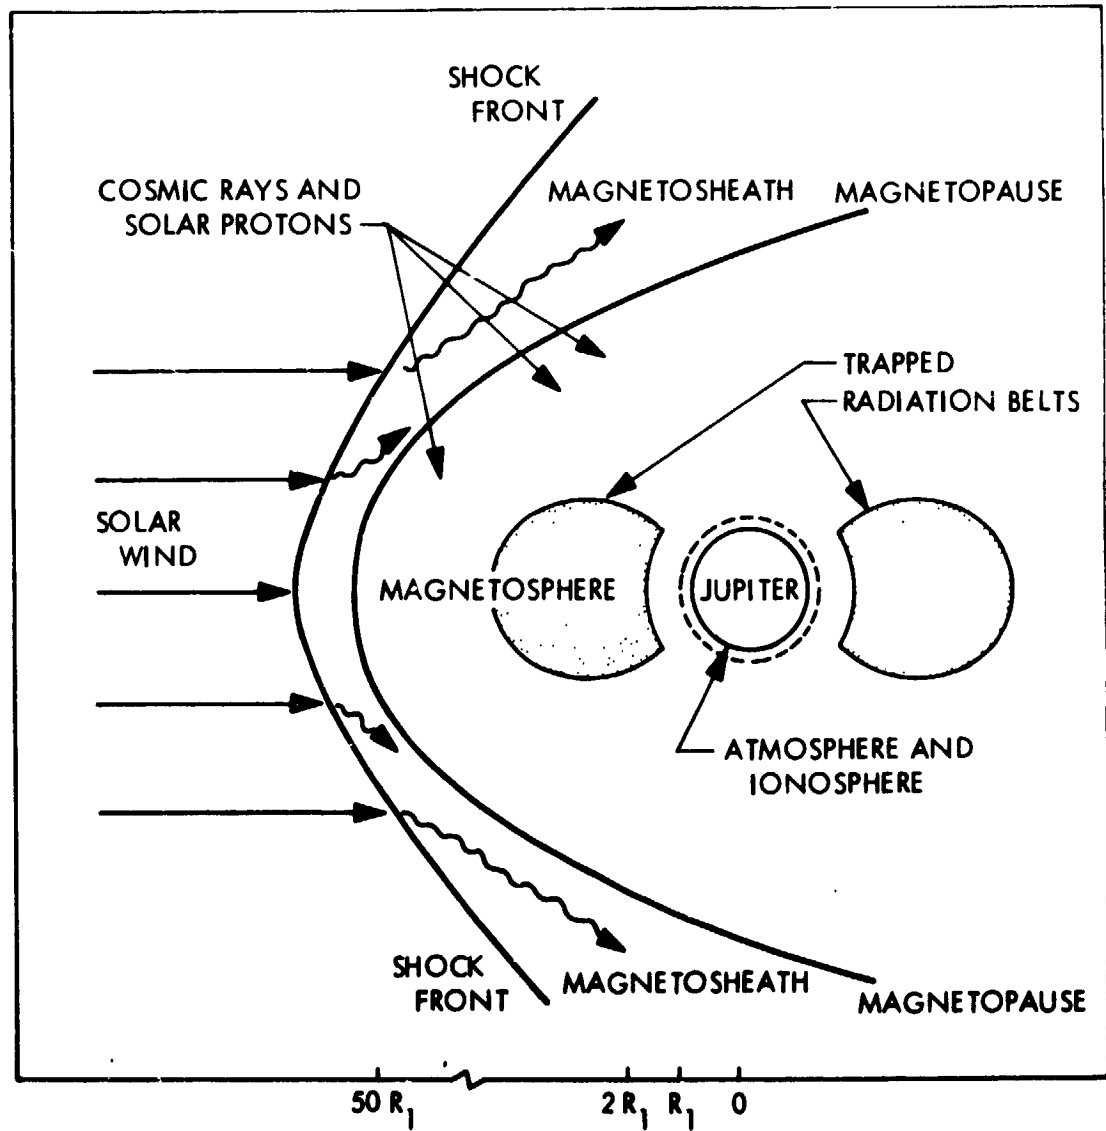 SHOCK
FRONT
COSMIC RAYS AND
SOLAR PROTONS
MAGNETOSHEATH
MAGNETOPAUSE
TRAPPED
RADIATION BELTS
SOLAR
WIND
MAGNETOSPHERE
JUPITER
ATMOSPHERE AND
IONOSPHERE
SHOCK
FRONT
MAGNETOSHEATH
MAGNETOPAUSE
50 RJ 2 RJ RJ 0